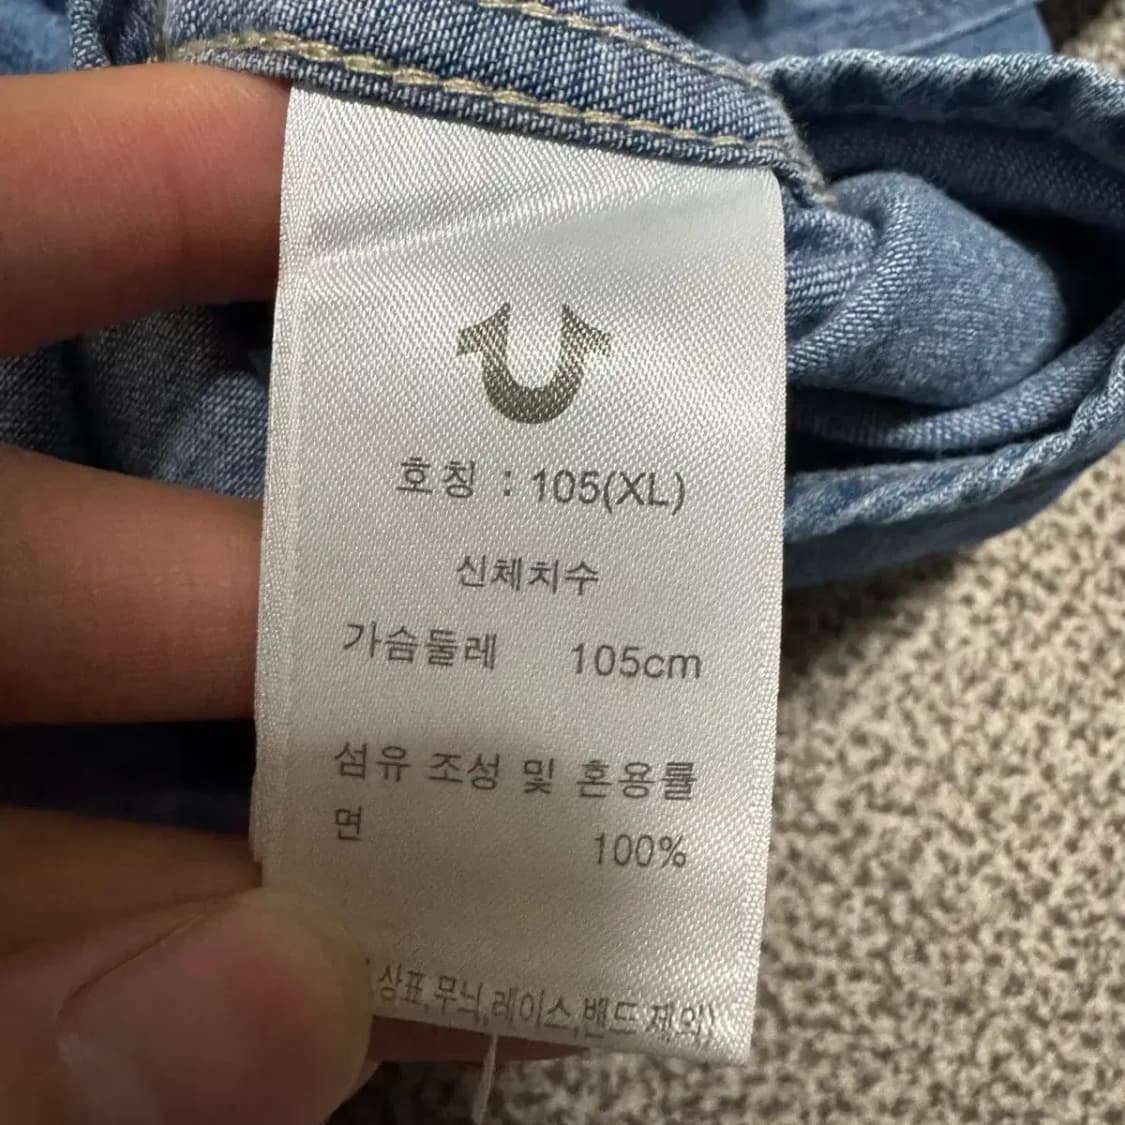 호칭 : 105(XL)
신체치수
가슴둘레 105cm
섬유 조성 및 혼용률
면 100%
(상표,무늬,레이스,밴드 제외)